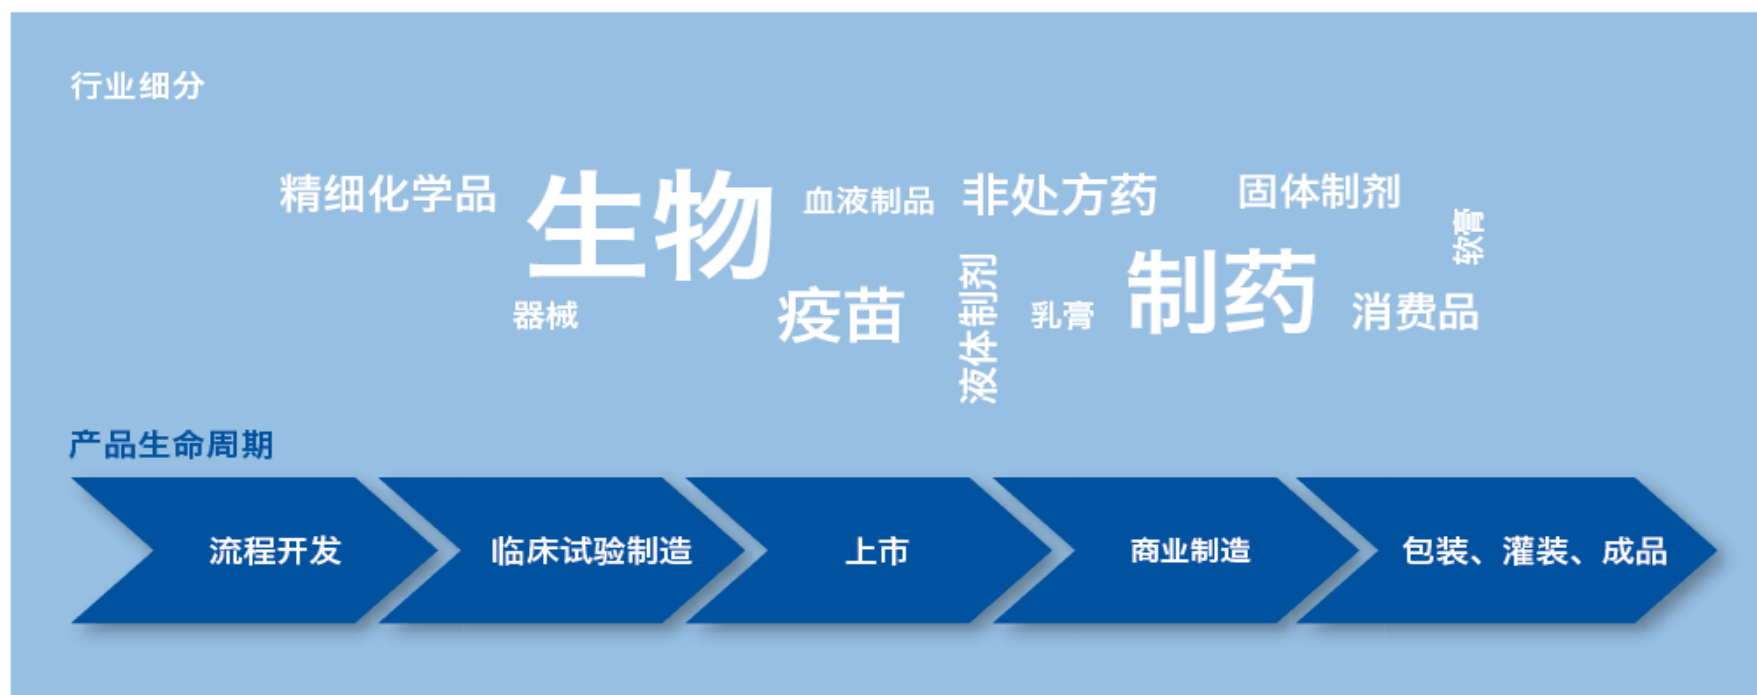 行业细分
精细化学品
生物
血液制品
非处方药
固体制剂
软膏
器械
疫苗
液体制剂
乳膏
制药
消费品
产品生命周期
流程开发
临床试验制造
上市
商业制造
包装、灌装、成品